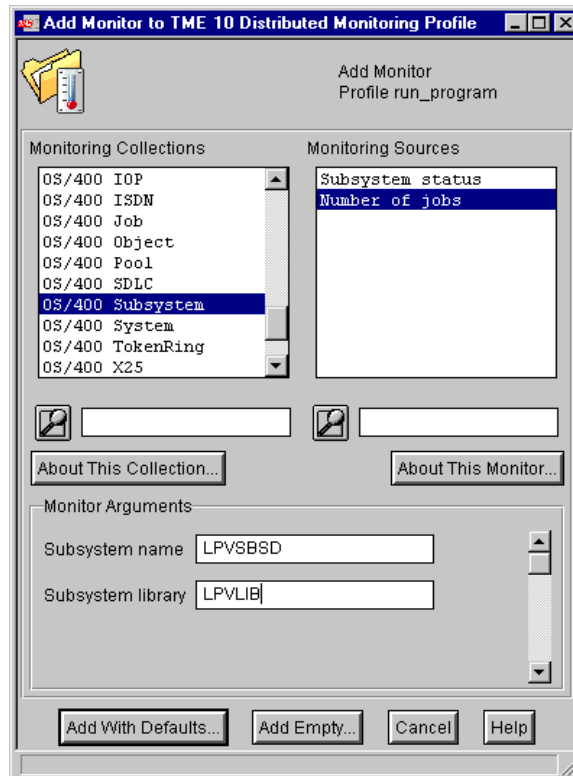 Add Monitor to TME 10 Distributed Monitoring Profile
Add Monitor
Profile run_program
Monitoring Collections
OS/400 IOP
OS/400 ISDN
OS/400 Job
OS/400 Object
OS/400 Pool
OS/400 SDLC
OS/400 Subsystem
OS/400 System
OS/400 TokenRing
OS/400 X25
Monitoring Sources
Subsystem status
Number of jobs
About This Collection...
About This Monitor...
Monitor Arguments
Subsystem name LPVSBSD
Subsystem library LPVLIB
Add With Defaults... Add Empty... Cancel Help